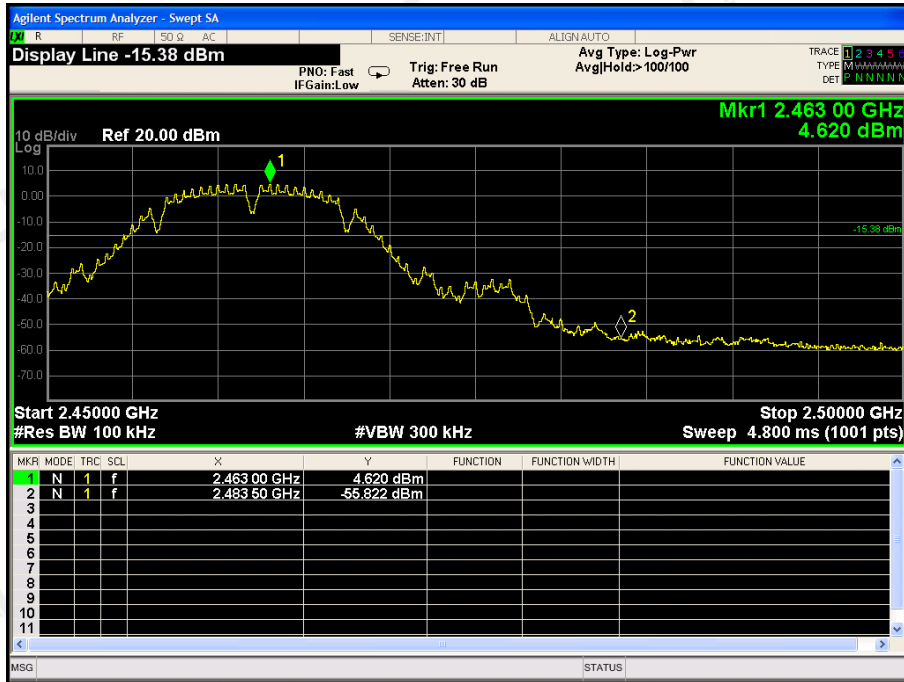 Agilent Spectrum Analyzer - Swept SA
LXI R RF 50 Ω AC SENSE:INT ALIGN AUTO
Display Line -15.38 dBm
PNO: Fast
IFGain:Low
Trig: Free Run
Atten: 30 dB
Avg Type: Log-Pwr
Avg|Hold:>100/100
TRACE 1 2 3 4 5 6
TYPE M WWWWW
DET P N N N N N
Mkr1 2.463 00 GHz
4.620 dBm
10 dB/div Ref 20.00 dBm
Log
10.0
0.00
-10.0
-20.0
-30.0
-40.0
-50.0
-60.0
-70.0
1
-15.38 dBm
2
Start 2.45000 GHz Stop 2.50000 GHz
#Res BW 100 kHz #VBW 300 kHz Sweep 4.800 ms (1001 pts)
MKR MODE TRC SCL X Y FUNCTION FUNCTION WIDTH FUNCTION VALUE
1 N 1 f 2.463 00 GHz 4.620 dBm
2 N 1 f 2.483 50 GHz -55.822 dBm
3
4
5
6
7
8
9
10
11
MSG STATUS